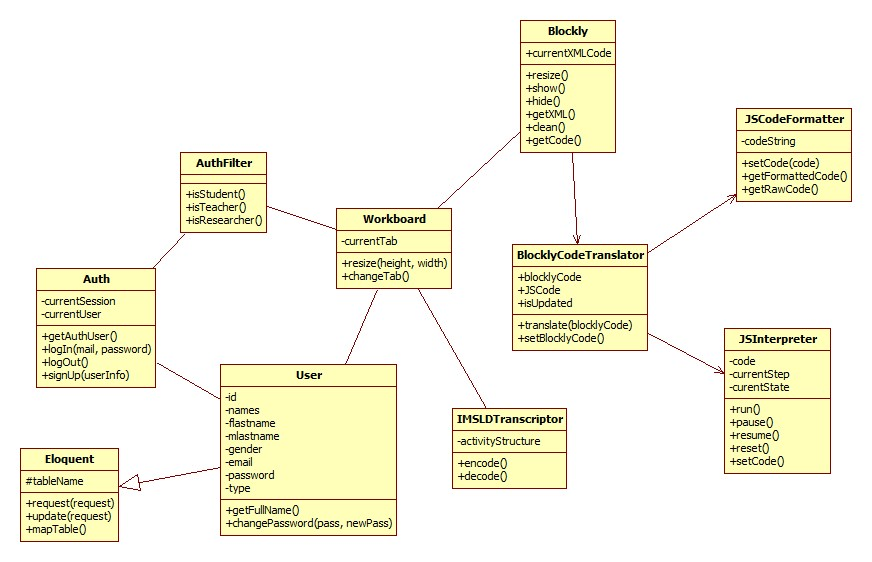 Blockly
+currentXMLCode
+resize()
+show()
+hide()
+getXML()
+clean()
+getCode()
JSCodeFormatter
-codeString
+setCode(code)
+getFormattedCode()
+getRawCode()
AuthFilter
+isStudent()
+isTeacher()
+isResearcher()
Workboard
-currentTab
+resize(height, width)
+changeTab()
BlocklyCodeTranslator
+blocklyCode
+JSCode
+isUpdated
+translate(blocklyCode)
+setBlocklyCode()
Auth
-currentSession
-currentUser
+getAuthUser()
+logIn(mail, password)
+logOut()
+signUp(userInfo)
JSInterpreter
-code
-currentStep
-curentState
+run()
+pause()
+resume()
+reset()
+setCode()
User
-id
-names
-flastname
-mlastname
-gender
-email
-password
-type
+getFullName()
+changePassword(pass, newPass)
IMSLDTranscriptor
-activityStructure
+encode()
+decode()
Eloquent
#tableName
+request(request)
+update(request)
+mapTable()